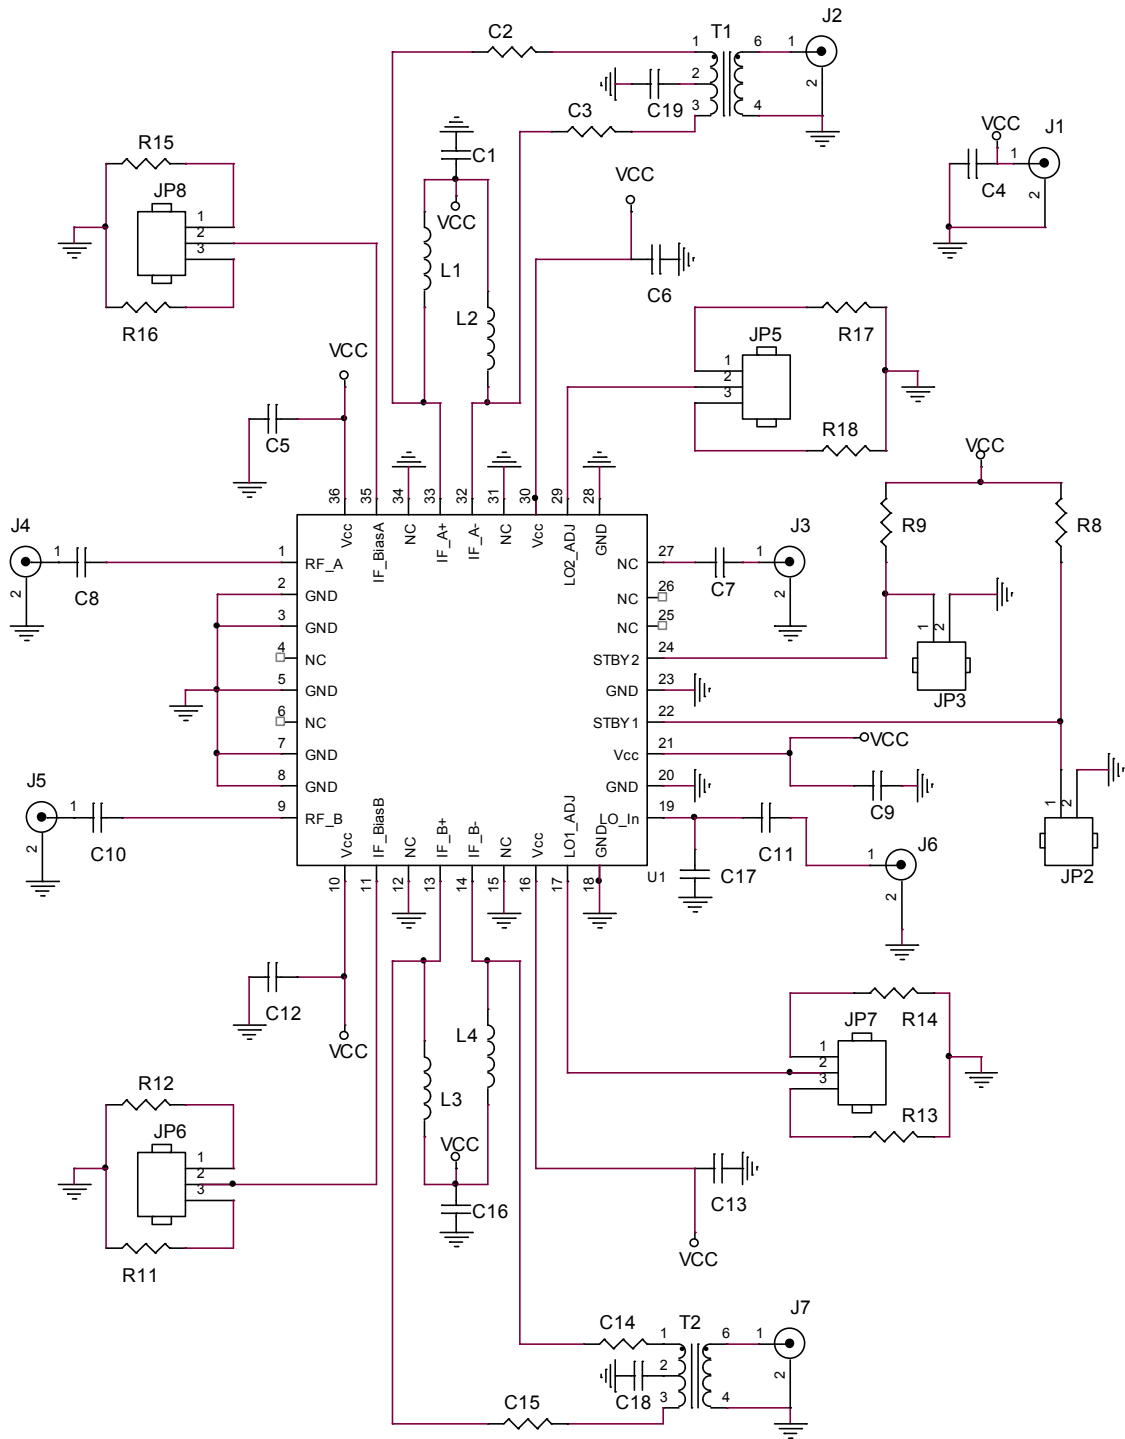 J2
T1
C2
1
6
1
2
C19
2
3
4
C3
R15
JP8
1
2
3
R16
C1
VCC
L1
L2
VCC
C6
VCC
J1
1
C4
2
R17
JP5
1
2
3
R18
VCC
C5
VCC
R9
R8
36
35
34
33
32
31
30
29
28
Vcc
IF_BiasA
NC
IF_A+
IF_A-
NC
Vcc
LO2_ADJ
GND
J4
1
C8
2
1
RF_A
2
GND
3
GND
4
NC
5
GND
6
NC
7
GND
8
GND
9
RF_B
J5
1
C10
2
NC
27
NC
26
NC
25
STBY2
24
GND
23
STBY1
22
Vcc
21
GND
20
LO_In
19
C7
1
J3
2
1
2
JP3
VCC
C9
1
2
JP2
C11
C17
1
J6
2
Vcc
IF_BiasB
NC
IF_B+
IF_B-
NC
Vcc
LO1_ADJ
GND
U1
10
11
12
13
14
15
16
17
18
C12
VCC
R12
JP6
1
2
3
R11
L4
L3
VCC
C16
R14
JP7
1
2
3
R13
C13
VCC
C14
T2
J7
1
6
1
2
C18
2
3
4
C15